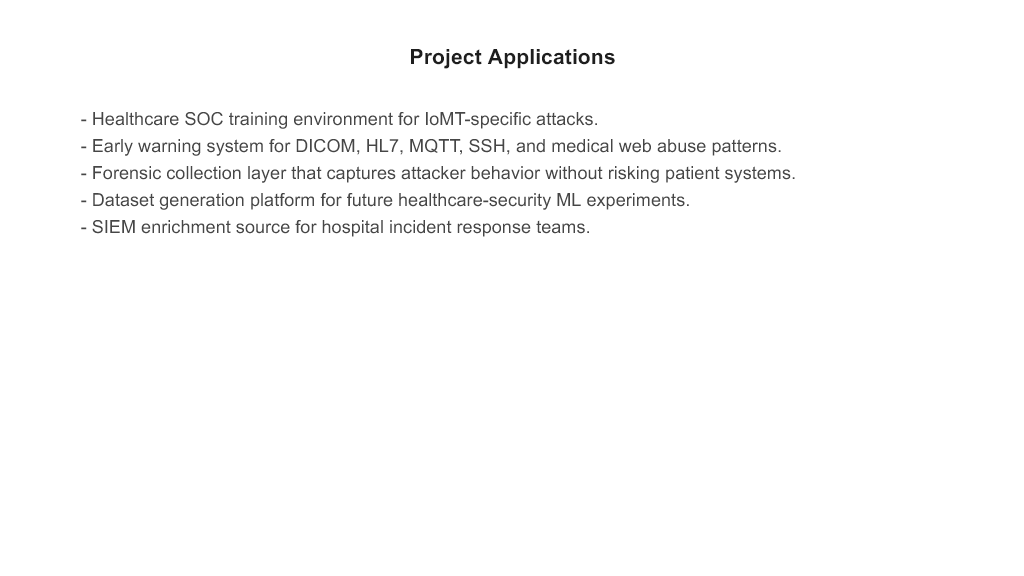 Project Applications
- Healthcare SOC training environment for IoMT-specific attacks.
- Early warning system for DICOM, HL7, MQTT, SSH, and medical web abuse patterns.
- Forensic collection layer that captures attacker behavior without risking patient systems.
- Dataset generation platform for future healthcare-security ML experiments.
- SIEM enrichment source for hospital incident response teams.